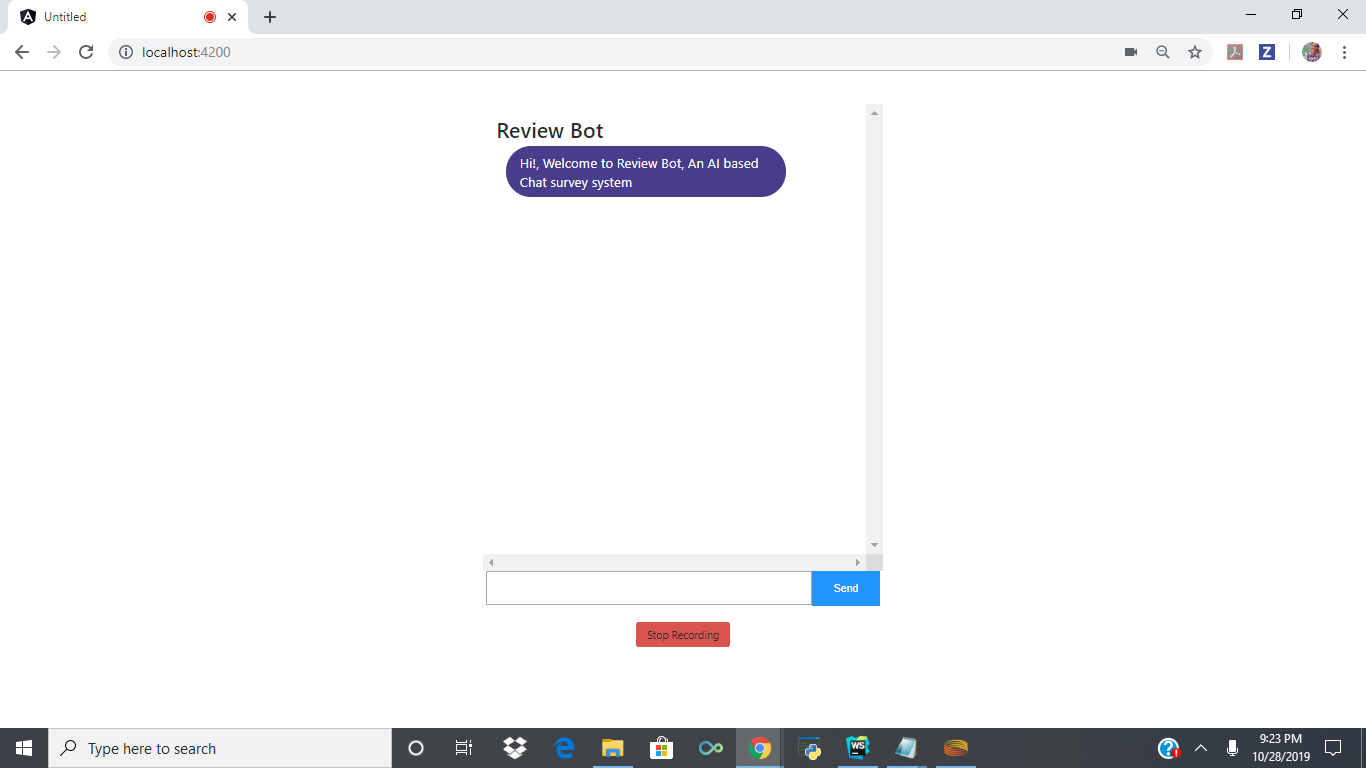 Untitled
localhost:4200
Z
Review Bot
Hi!, Welcome to Review Bot, An AI based
Chat survey system
Send
Stop Recording
Type here to search
WS
9:23 PM
10/28/2019